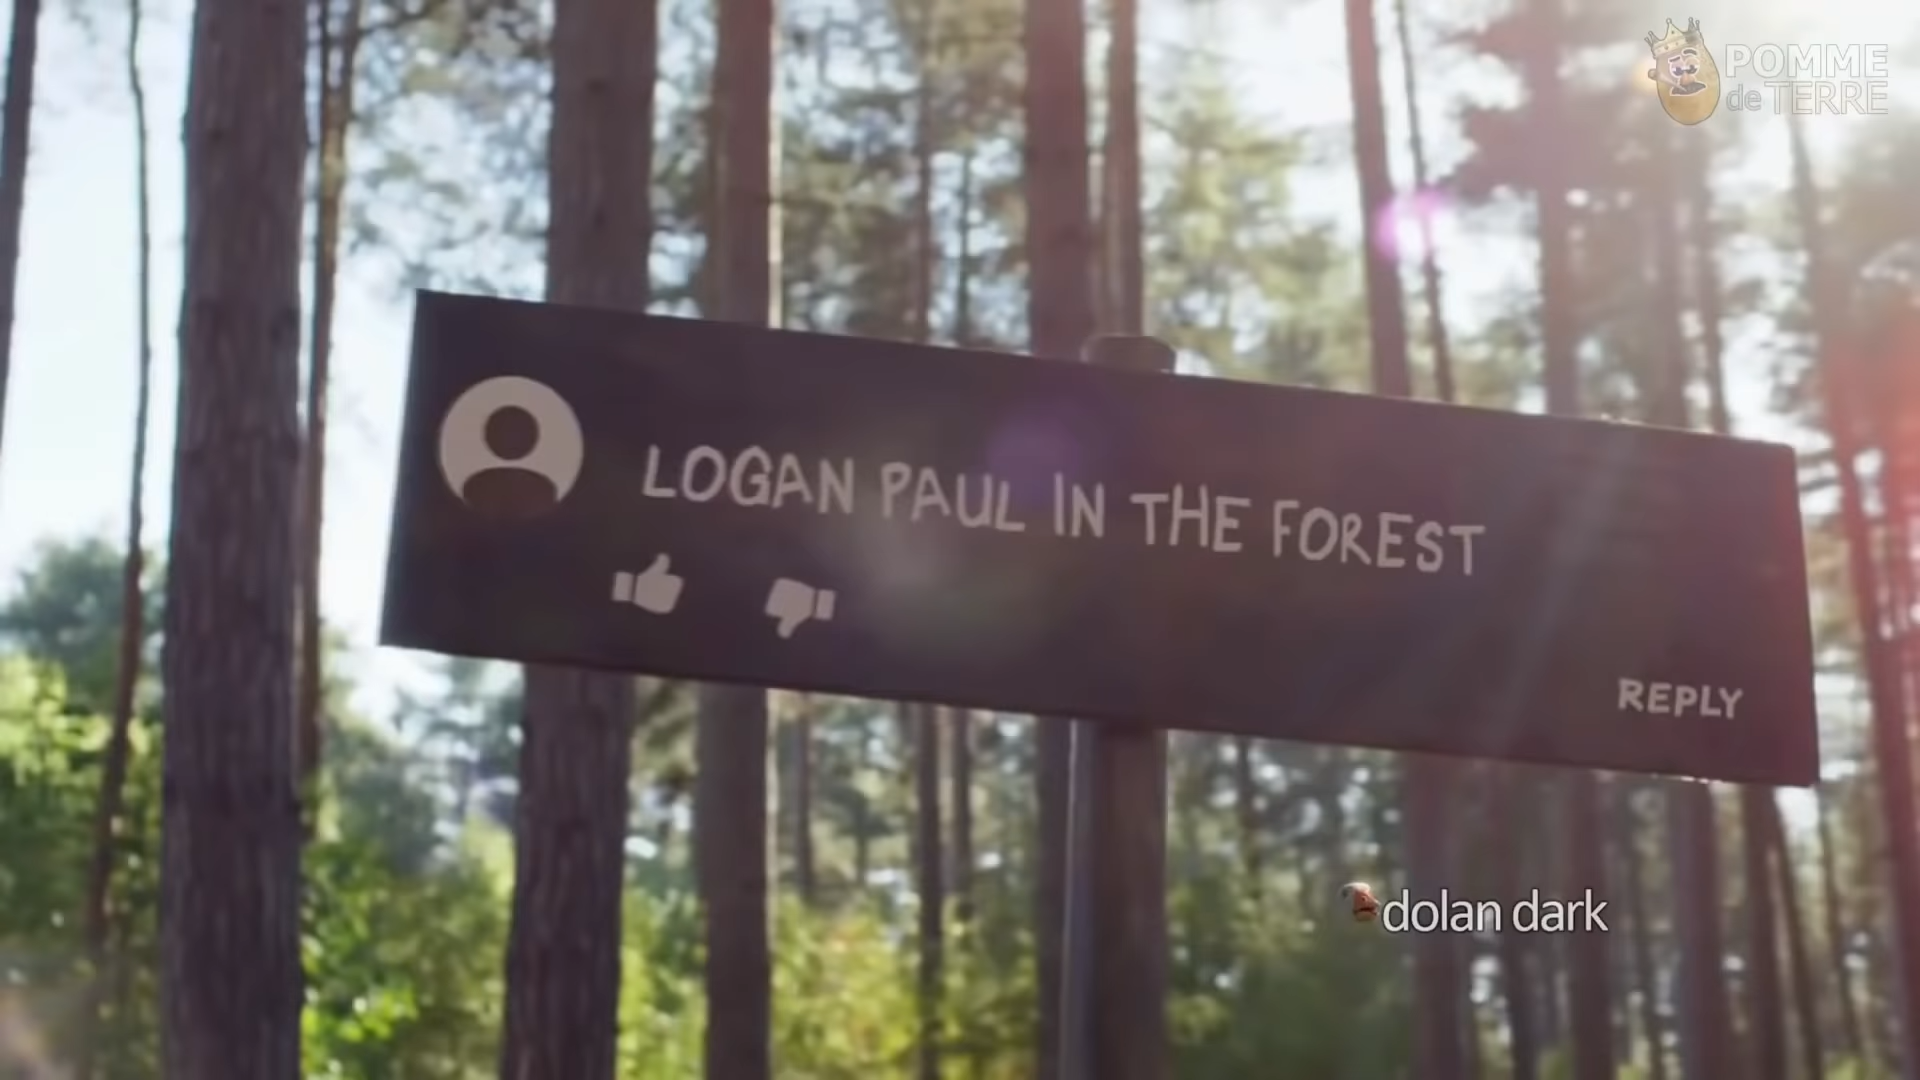 POMME
de TERRE
LOGAN PAUL IN THE FOREST
REPLY
dolan dark